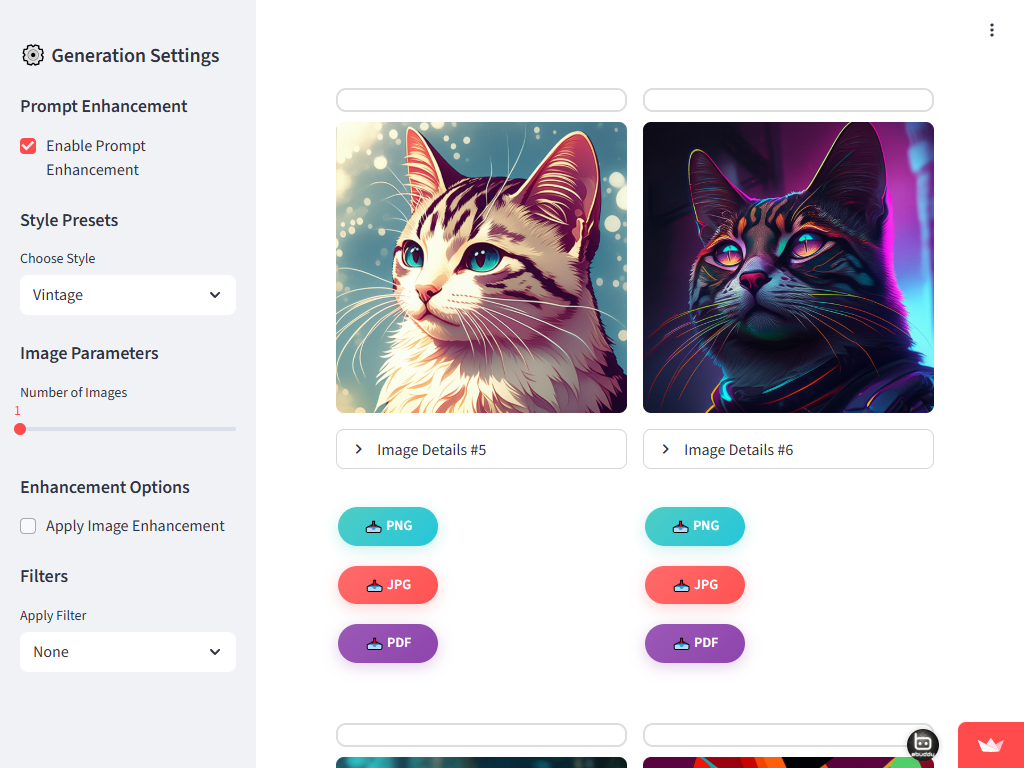 Generation Settings
Prompt Enhancement
Enable Prompt
Enhancement
Style Presets
Choose Style
Vintage
Image Parameters
Number of Images
1
Enhancement Options
Apply Image Enhancement
Filters
Apply Filter
None
Image Details #5
Image Details #6
PNG
PNG
JPG
JPG
PDF
PDF